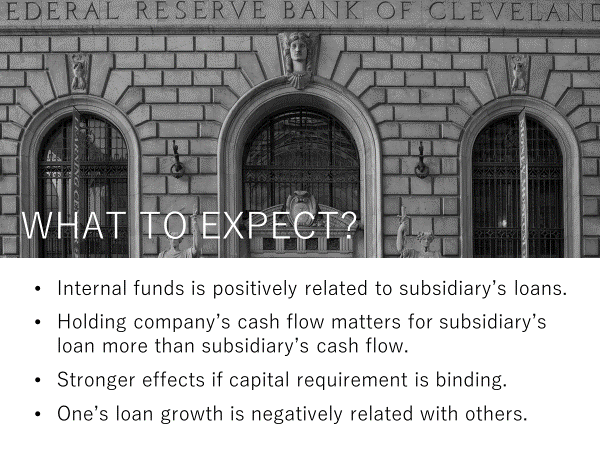 FEDERAL RESERVE BANK OF CLEVELAND
WHAT TO EXPECT?
• Internal funds is positively related to subsidiary's loans.
• Holding company's cash flow matters for subsidiary's
loan more than subsidiary's cash flow.
• Stronger effects if capital requirement is binding.
• One's loan growth is negatively related with others.